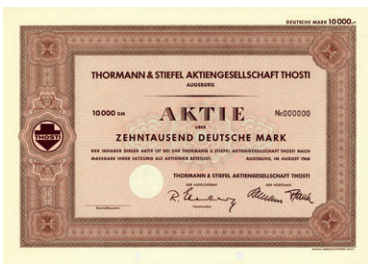 DEUTSCHE MARK 10000.-
THORMANN & STIEFEL AKTIENGESELLSCHAFT THOSTI
AUGSBURG
10000 DM AKTIE No000000
ÜBER
ZEHNTAUSEND DEUTSCHE MARK
THOSTI
DER INHABER DIESER AKTIE IST BEI DER THORMANN & STIEFEL AKTIENGESELLSCHAFT THOSTI NACH
MASSGABE IHRER SATZUNG ALS AKTIONÄR BETEILIGT. AUGSBURG, IM AUGUST 1960
THORMANN & STIEFEL AKTIENGESELLSCHAFT THOSTI
DER AUFSICHTSRAT DER VORSTAND